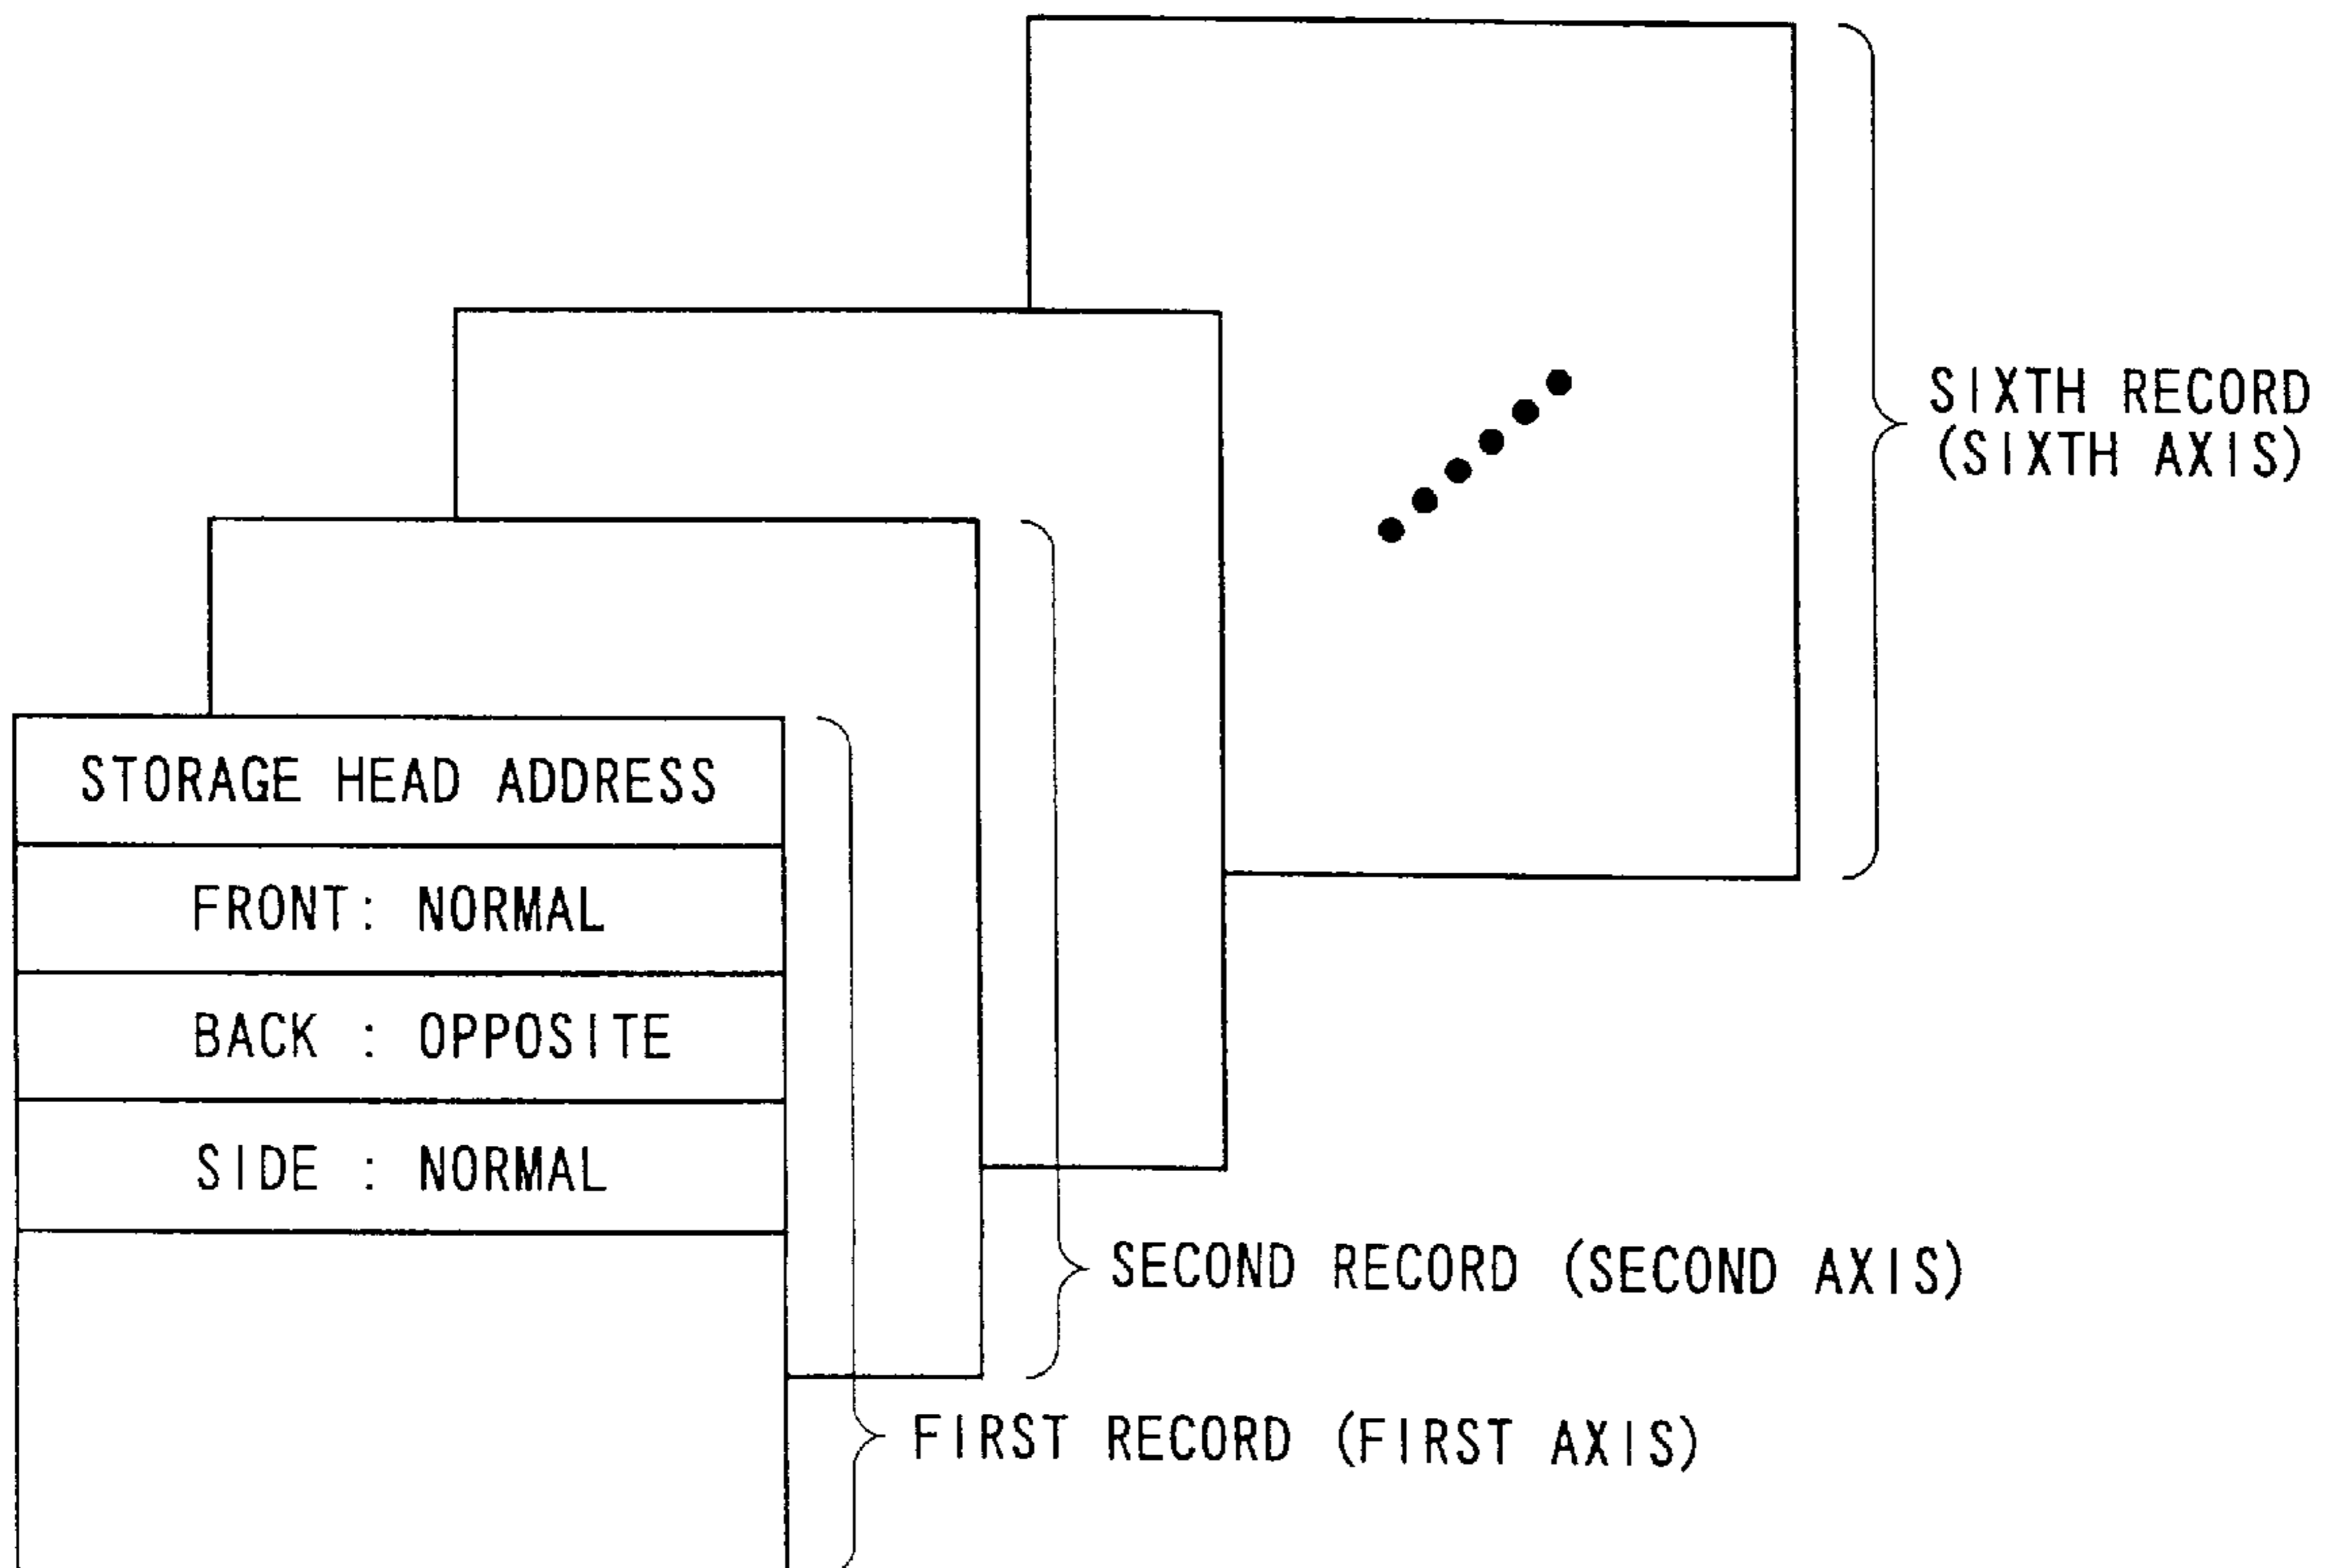 SIXTH RECORD
(SIXTH AXIS)
STORAGE HEAD ADDRESS
FRONT: NORMAL
BACK : OPPOSITE
SIDE : NORMAL
SECOND RECORD (SECOND AXIS)
FIRST RECORD (FIRST AXIS)